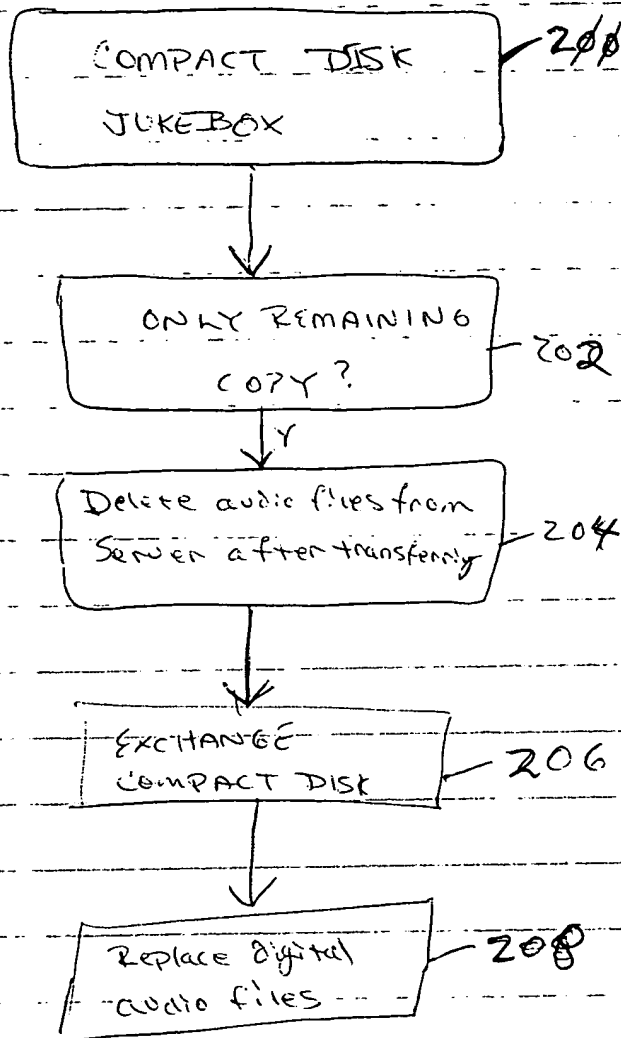 COMPACT DISK
200
JUKEBOX
ONLY REMAINING
COPY?
202
Y
Delete audio files from
Server after transferring
204
EXCHANGE
COMPACT DISK
206
Replace digital
audio files
208